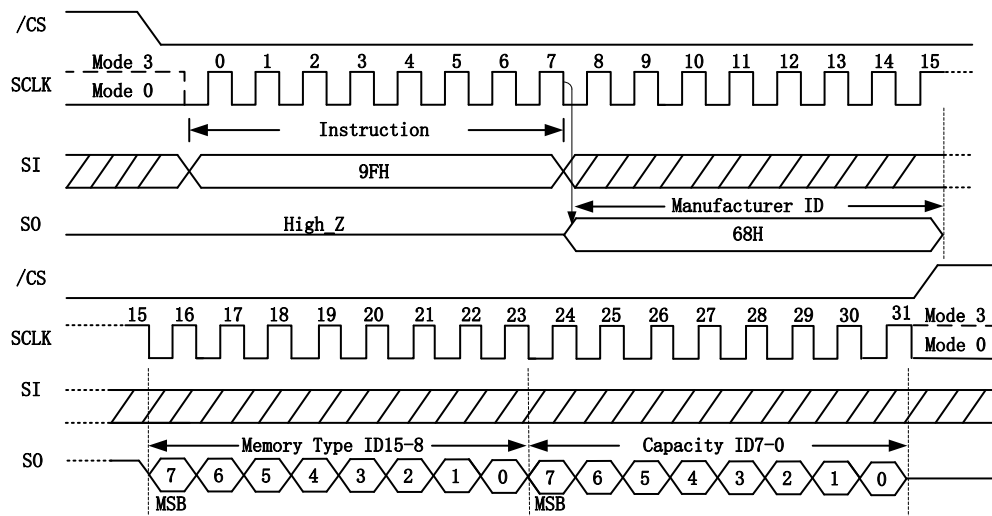 /CS
Mode 3
0 1 2 3 4 5 6 7 8 9 10 11 12 13 14 15
SCLK
Mode 0
Instruction
SI
9FH
Manufacturer ID
SO
High_Z
68H
/CS
15 16 17 18 19 20 21 22 23 24 25 26 27 28 29 30 31
Mode 3
SCLK
Mode 0
SI
Memory Type ID15-8
Capacity ID7-0
SO
7 6 5 4 3 2 1 0 7 6 5 4 3 2 1 0
MSB
MSB